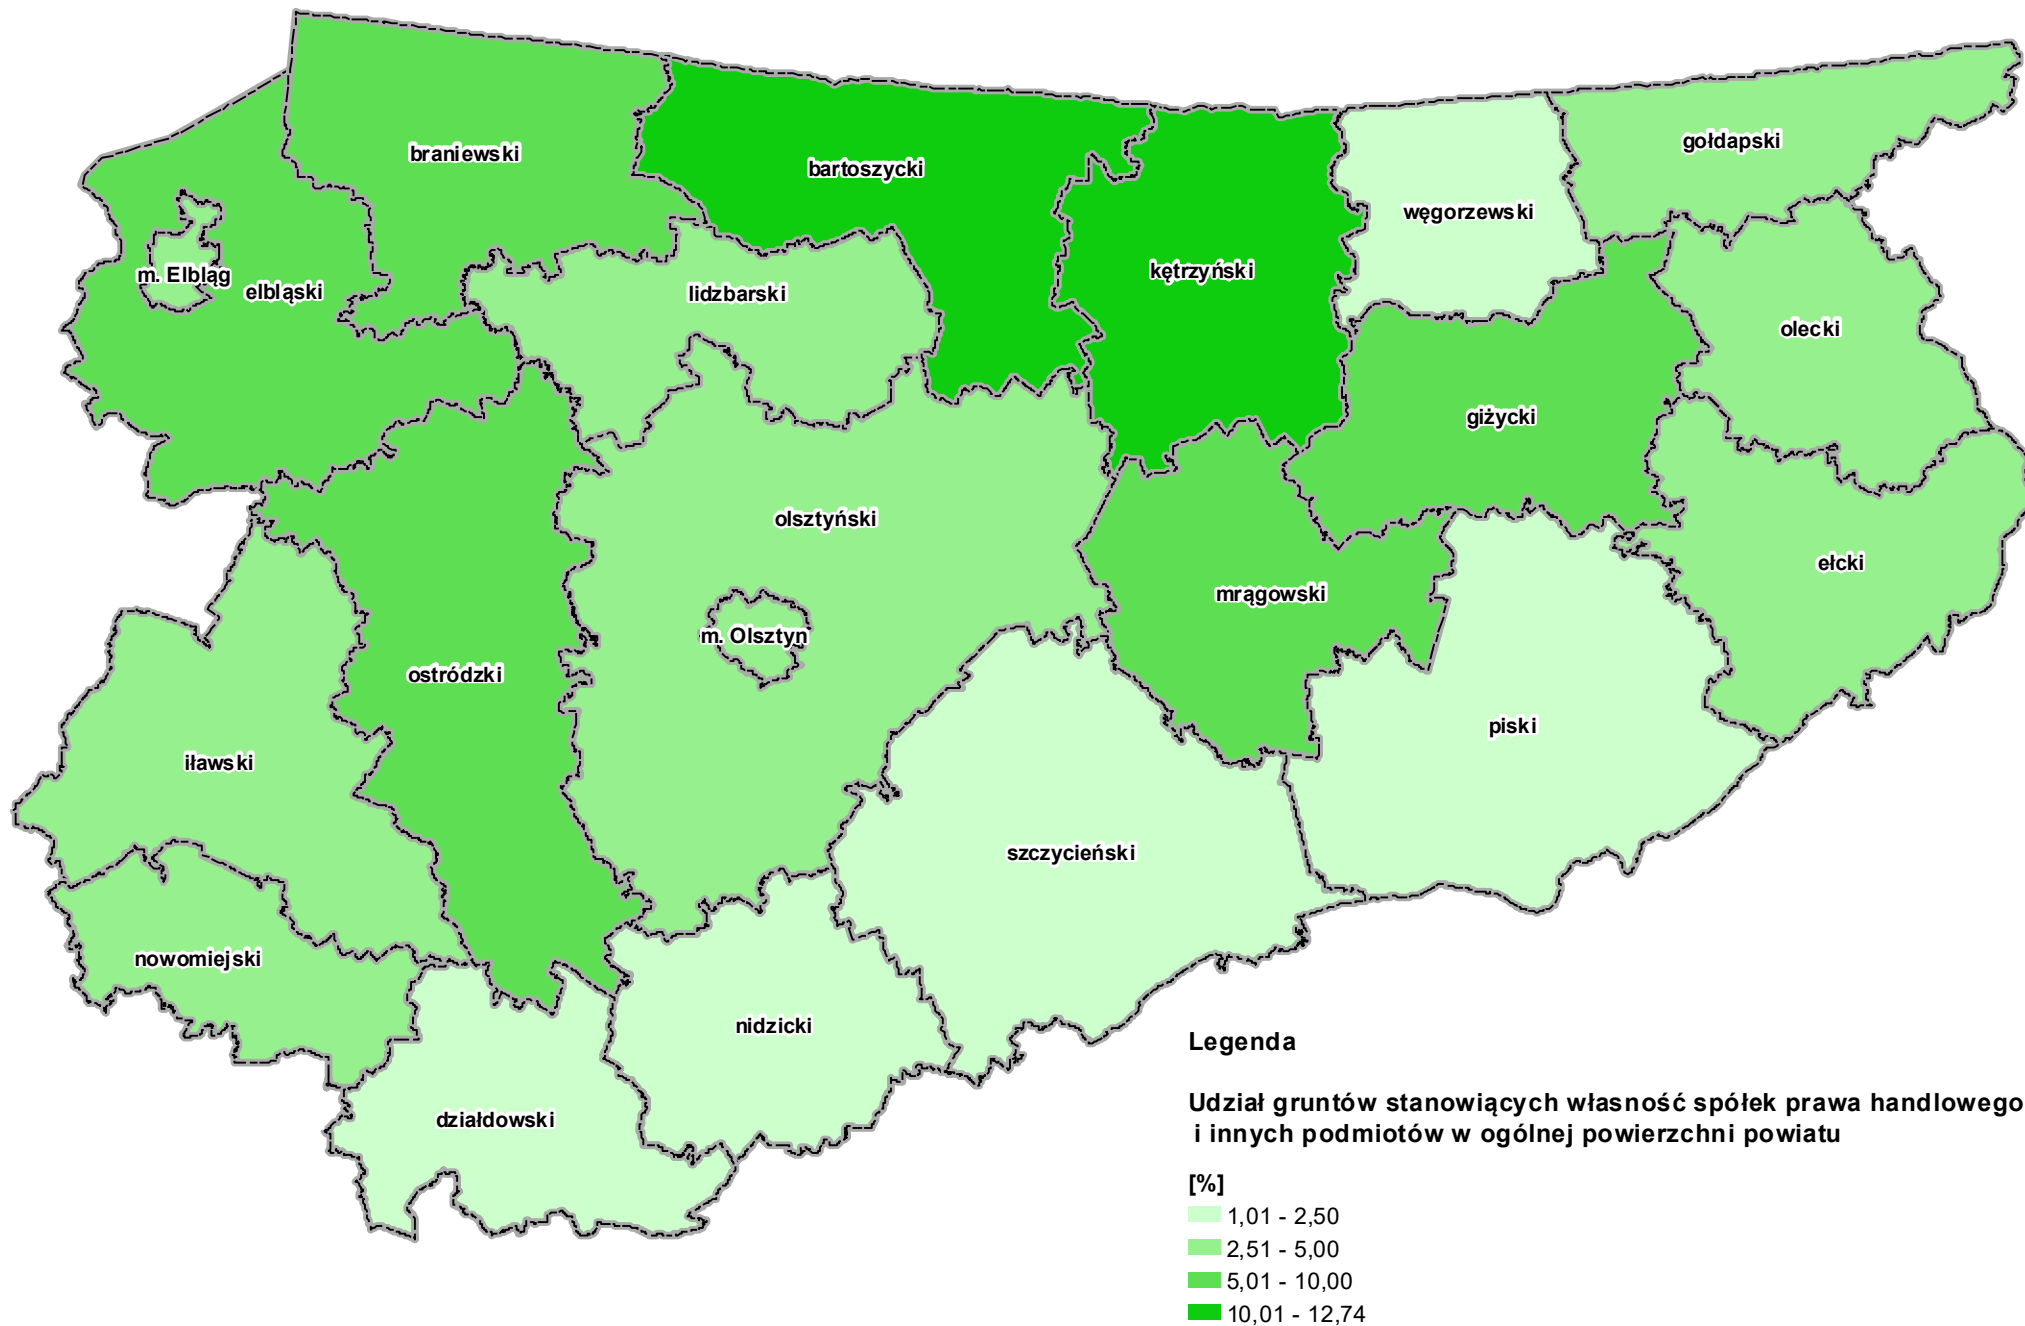 braniewski
bartoszycki
gołdapski
węgorzewski
m. Elbląg
elbląski
lidzbarski
kętrzyński
olecki
giżycki
olsztyński
ełcki
mrągowski
m. Olsztyn
ostródzki
piski
iławski
szczycieński
nowomiejski
nidzicki
działdowski
Legenda
Udział gruntów stanowiących własność spółek prawa handlowego
i innych podmiotów w ogólnej powierzchni powiatu
[%]
1,01 - 2,50
2,51 - 5,00
5,01 - 10,00
10,01 - 12,74